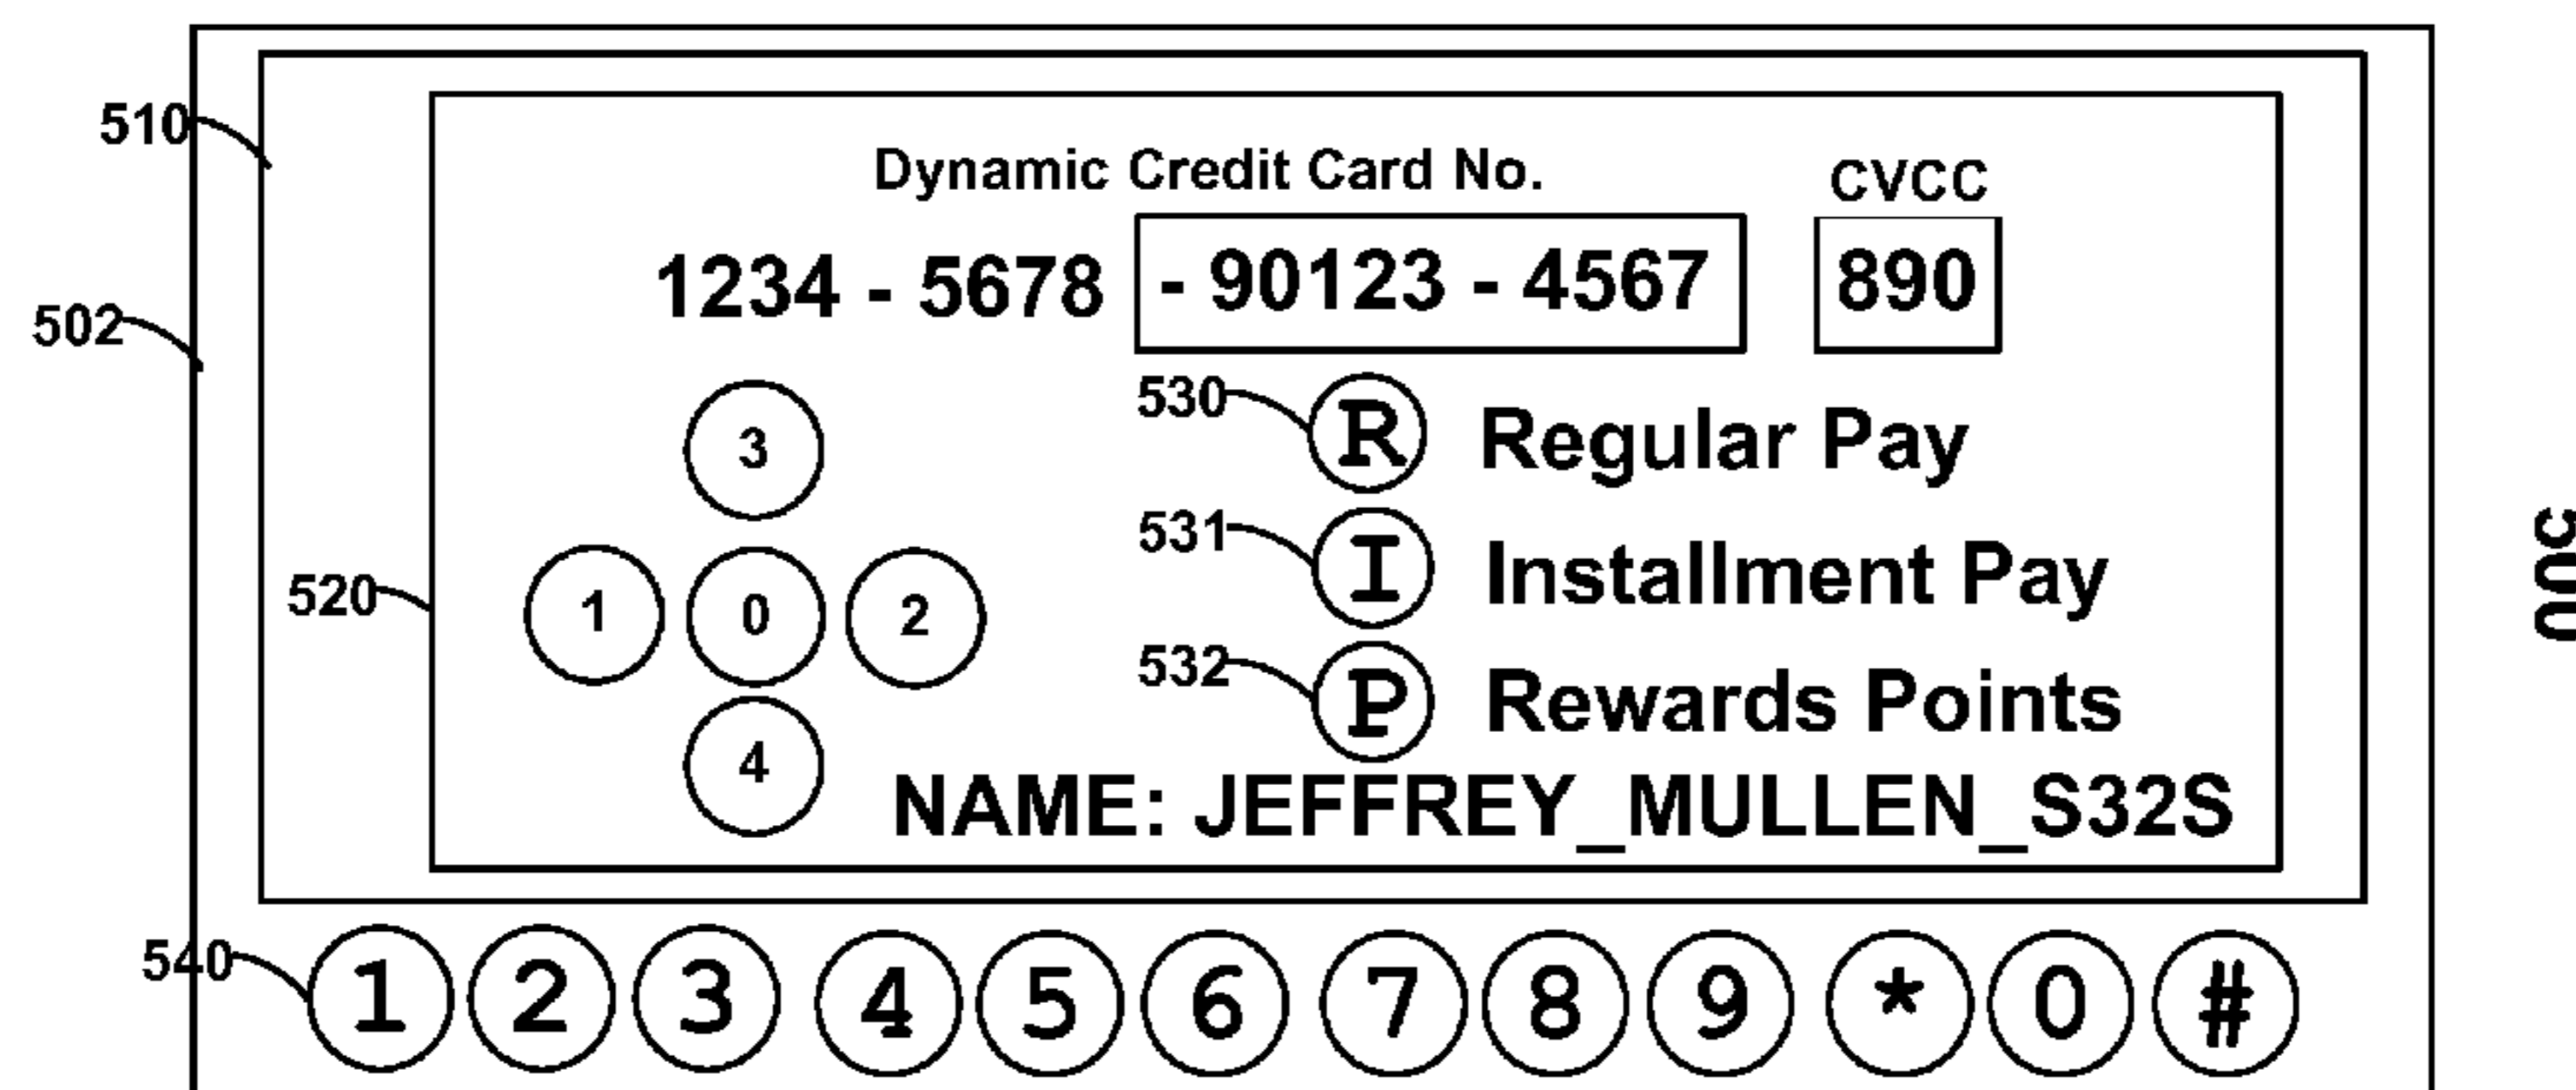 510
Dynamic Credit Card No. CVCC
1234 - 5678 - 90123 - 4567 890
502
530 R Regular Pay
3
531 I Installment Pay
520 1 0 2
532 P Rewards Points
4
NAME: JEFFREY_MULLEN_S32S
540 1 2 3 4 5 6 7 8 9 * 0 #
500